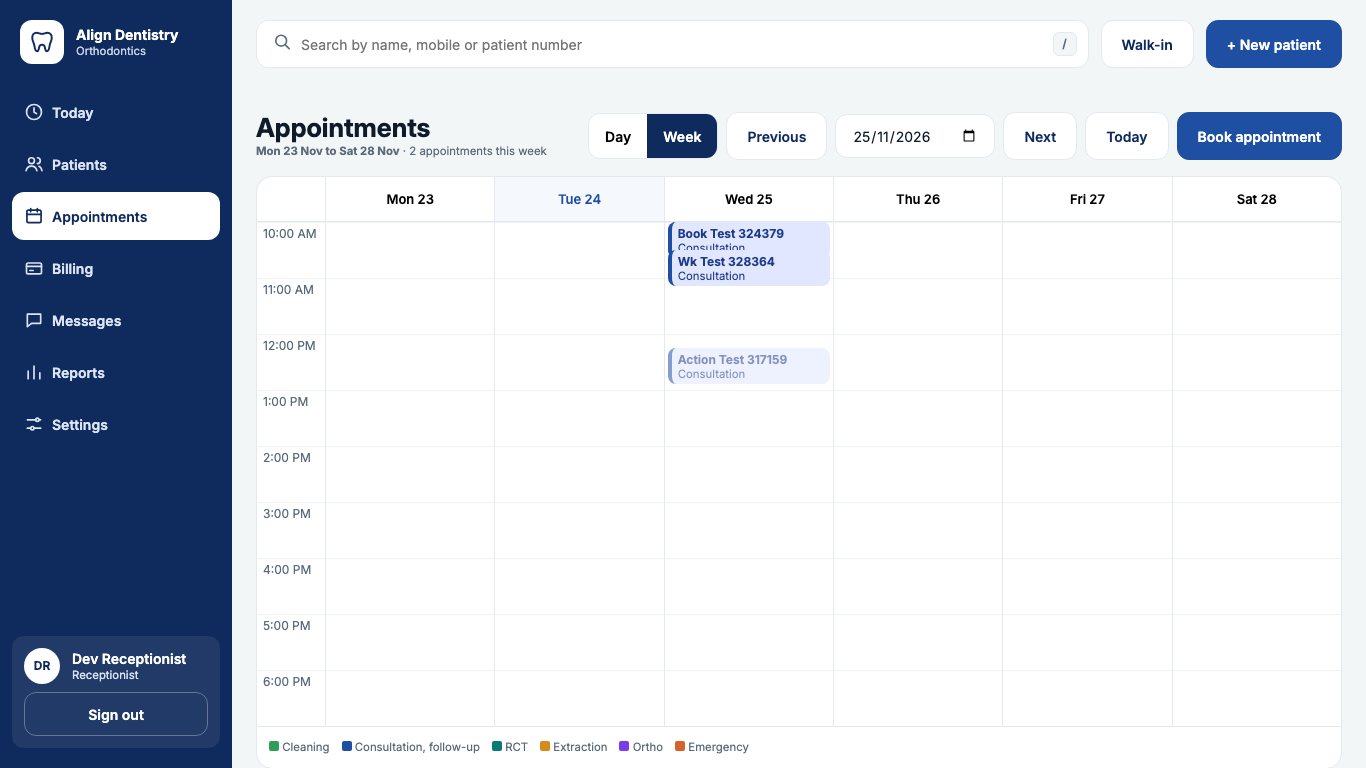 Align Dentistry
Orthodontics
Today
Patients
Appointments
Billing
Messages
Reports
Settings
DR
Dev Receptionist
Receptionist
Sign out
Search by name, mobile or patient number
/
Walk-in
+ New patient
Appointments
Mon 23 Nov to Sat 28 Nov · 2 appointments this week
Day
Week
Previous
25/11/2026
Next
Today
Book appointment
Mon 23
Tue 24
Wed 25
Thu 26
Fri 27
Sat 28
10:00 AM
Book Test 324379
Consultation
Wk Test 328364
Consultation
11:00 AM
12:00 PM
Action Test 317159
Consultation
1:00 PM
2:00 PM
3:00 PM
4:00 PM
5:00 PM
6:00 PM
Cleaning
Consultation, follow-up
RCT
Extraction
Ortho
Emergency